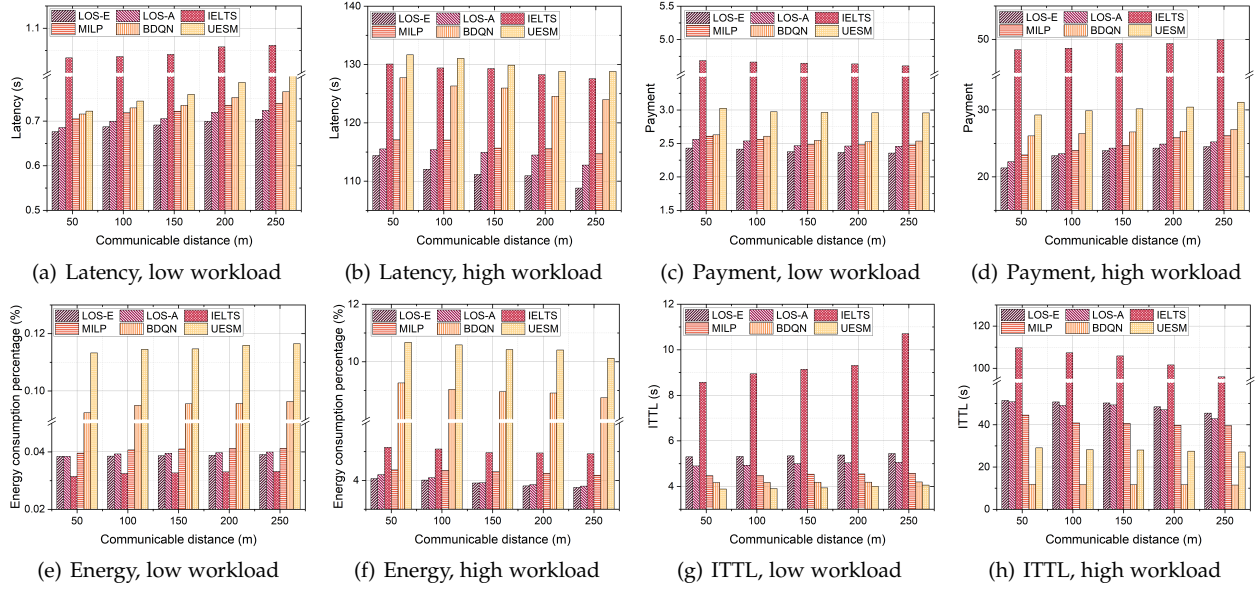 LOS-E LOS-A IELTS
MILP BDQN UESM
1.1
0.7
0.6
0.5
Latency (s)
50 100 150 200 250
Communicable distance (m)
(a) Latency, low workload
LOS-E LOS-A IELTS
MILP BDQN UESM
140
130
120
110
105
Latency (s)
50 100 150 200 250
Communicable distance (m)
(b) Latency, high workload
LOS-E LOS-A IELTS
MILP BDQN UESM
5.5
5.0
4.5
3.0
2.5
2.0
1.5
Payment
50 100 150 200 250
Communicable distance (m)
(c) Payment, low workload
LOS-E LOS-A IELTS
MILP BDQN UESM
50
30
20
Payment
50 100 150 200 250
Communicable distance (m)
(d) Payment, high workload
LOS-E LOS-A IELTS
MILP BDQN UESM
0.12
0.10
0.04
0.02
Energy consumption percentage (%)
50 100 150 200 250
Communicable distance (m)
(e) Energy, low workload
LOS-E LOS-A IELTS
MILP BDQN UESM
12
10
4
Energy consumption percentage (%)
50 100 150 200 250
Communicable distance (m)
(f) Energy, high workload
LOS-E LOS-A IELTS
MILP BDQN UESM
12
10
8
6
4
ITTL (s)
50 100 150 200 250
Communicable distance (m)
(g) ITTL, low workload
LOS-E LOS-A IELTS
MILP BDQN UESM
120
100
40
20
0
ITTL (s)
50 100 150 200 250
Communicable distance (m)
(h) ITTL, high workload